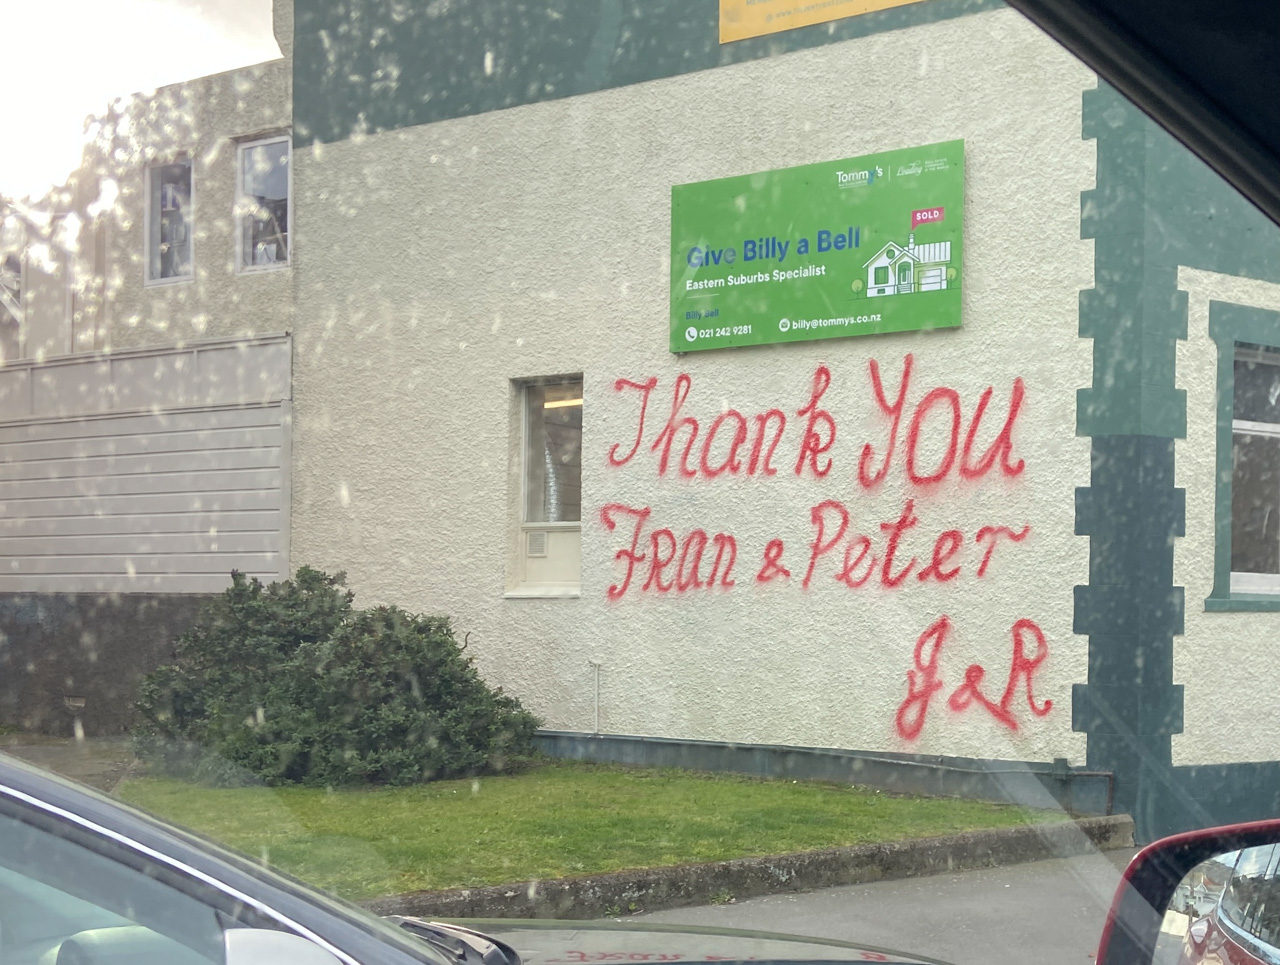 Tommy's
Leading
SOLD
Give Billy a Bell
Eastern Suburbs Specialist
Billy Bell
021 242 9281
billy@tommys.co.nz
Thank YOU
Fran & Peter
J & R